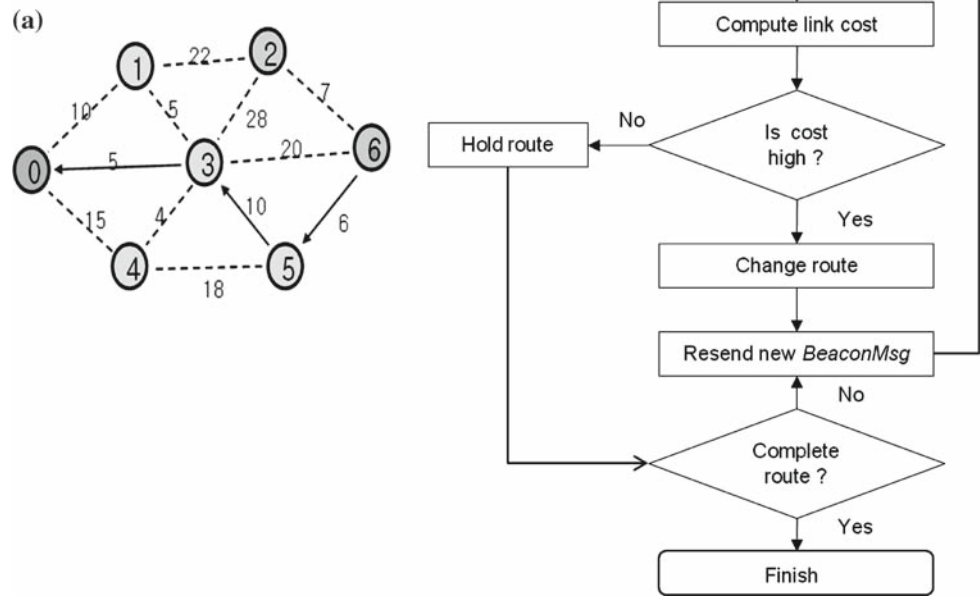 (a)
1
22
2
10
5
28
7
0
5
3
20
6
15
4
10
6
4
18
5
Compute link cost
Is cost
high ?
No
Hold route
Yes
Change route
Resend new BeaconMsg
No
Complete
route ?
Yes
Finish